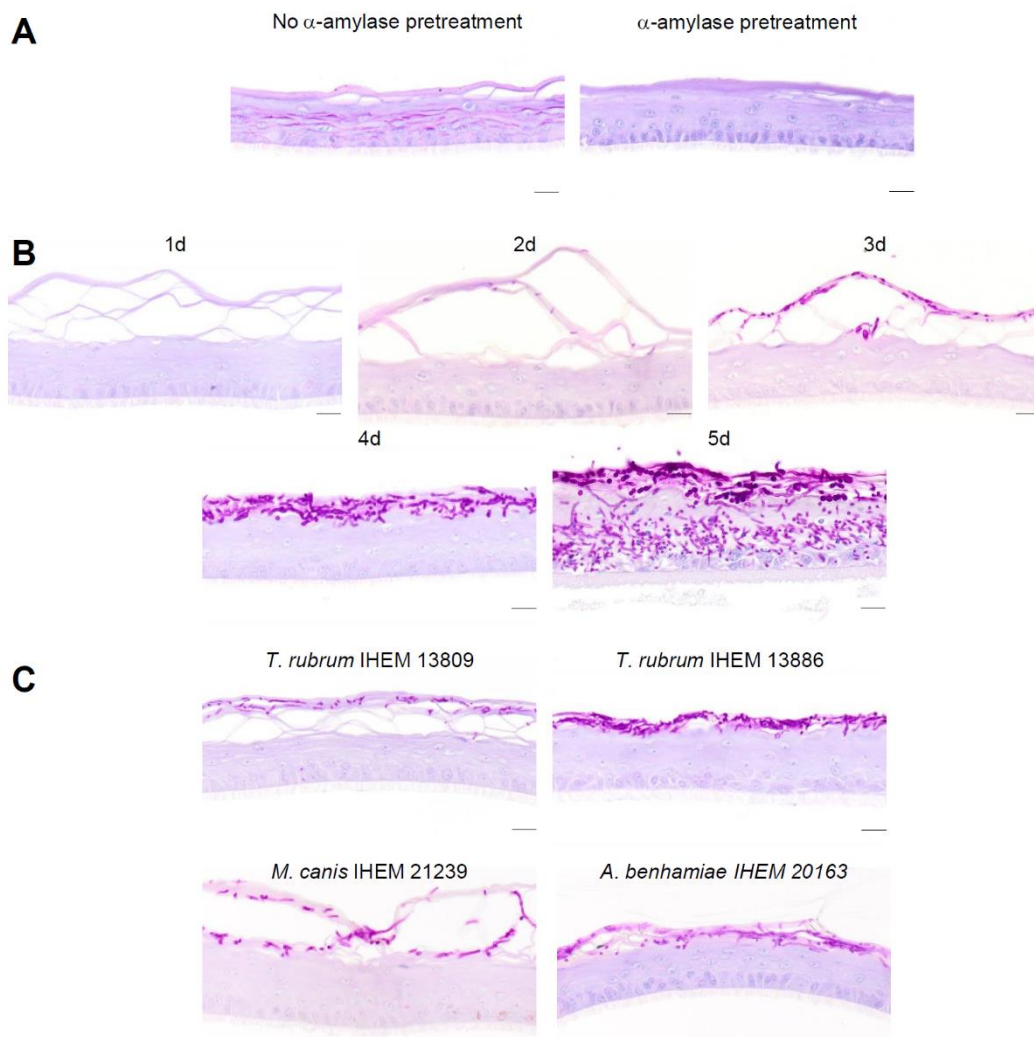 A
No α-amylase pretreatment
α-amylase pretreatment
B
1d
2d
3d
4d
5d
C
T. rubrum IHEM 13809
T. rubrum IHEM 13886
M. canis IHEM 21239
A. benhamiae IHEM 20163